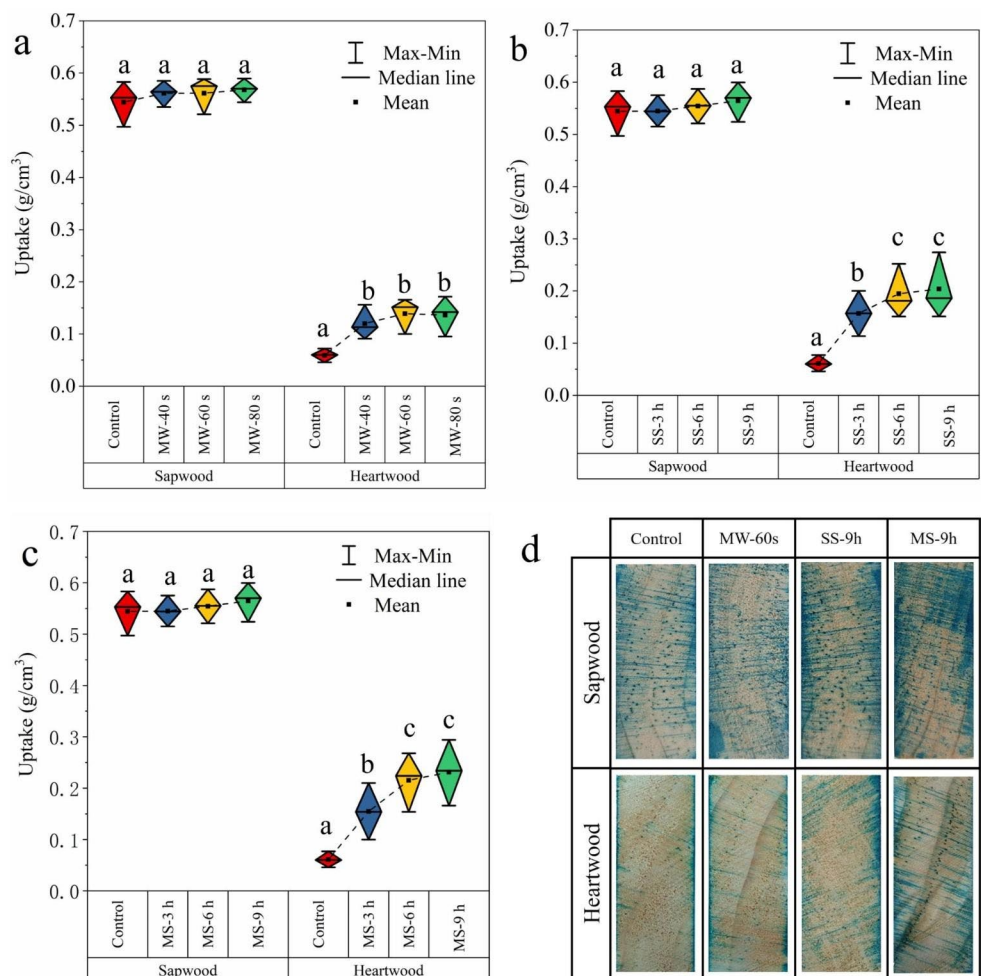 a
0.7
0.6
0.5
0.4
0.3
0.2
0.1
0.0
Uptake (g/cm³)
Max-Min
Median line
Mean
a a a a
a b b b
Control
MW-40 s
MW-60 s
MW-80 s
Control
MW-40 s
MW-60 s
MW-80 s
Sapwood Heartwood
b
0.7
0.6
0.5
0.4
0.3
0.2
0.1
0.0
Uptake (g/cm³)
Max-Min
Median line
Mean
a a a a
a b c c
Control
SS-3 h
SS-6 h
SS-9 h
Control
SS-3 h
SS-6 h
SS-9 h
Sapwood Heartwood
c
0.7
0.6
0.5
0.4
0.3
0.2
0.1
0.0
Uptake (g/cm³)
Max-Min
Median line
Mean
a a a a
a b c c
Control
MS-3 h
MS-6 h
MS-9 h
Control
MS-3 h
MS-6 h
MS-9 h
Sapwood Heartwood
d
Control MW-60s SS-9h MS-9h
Sapwood
Heartwood